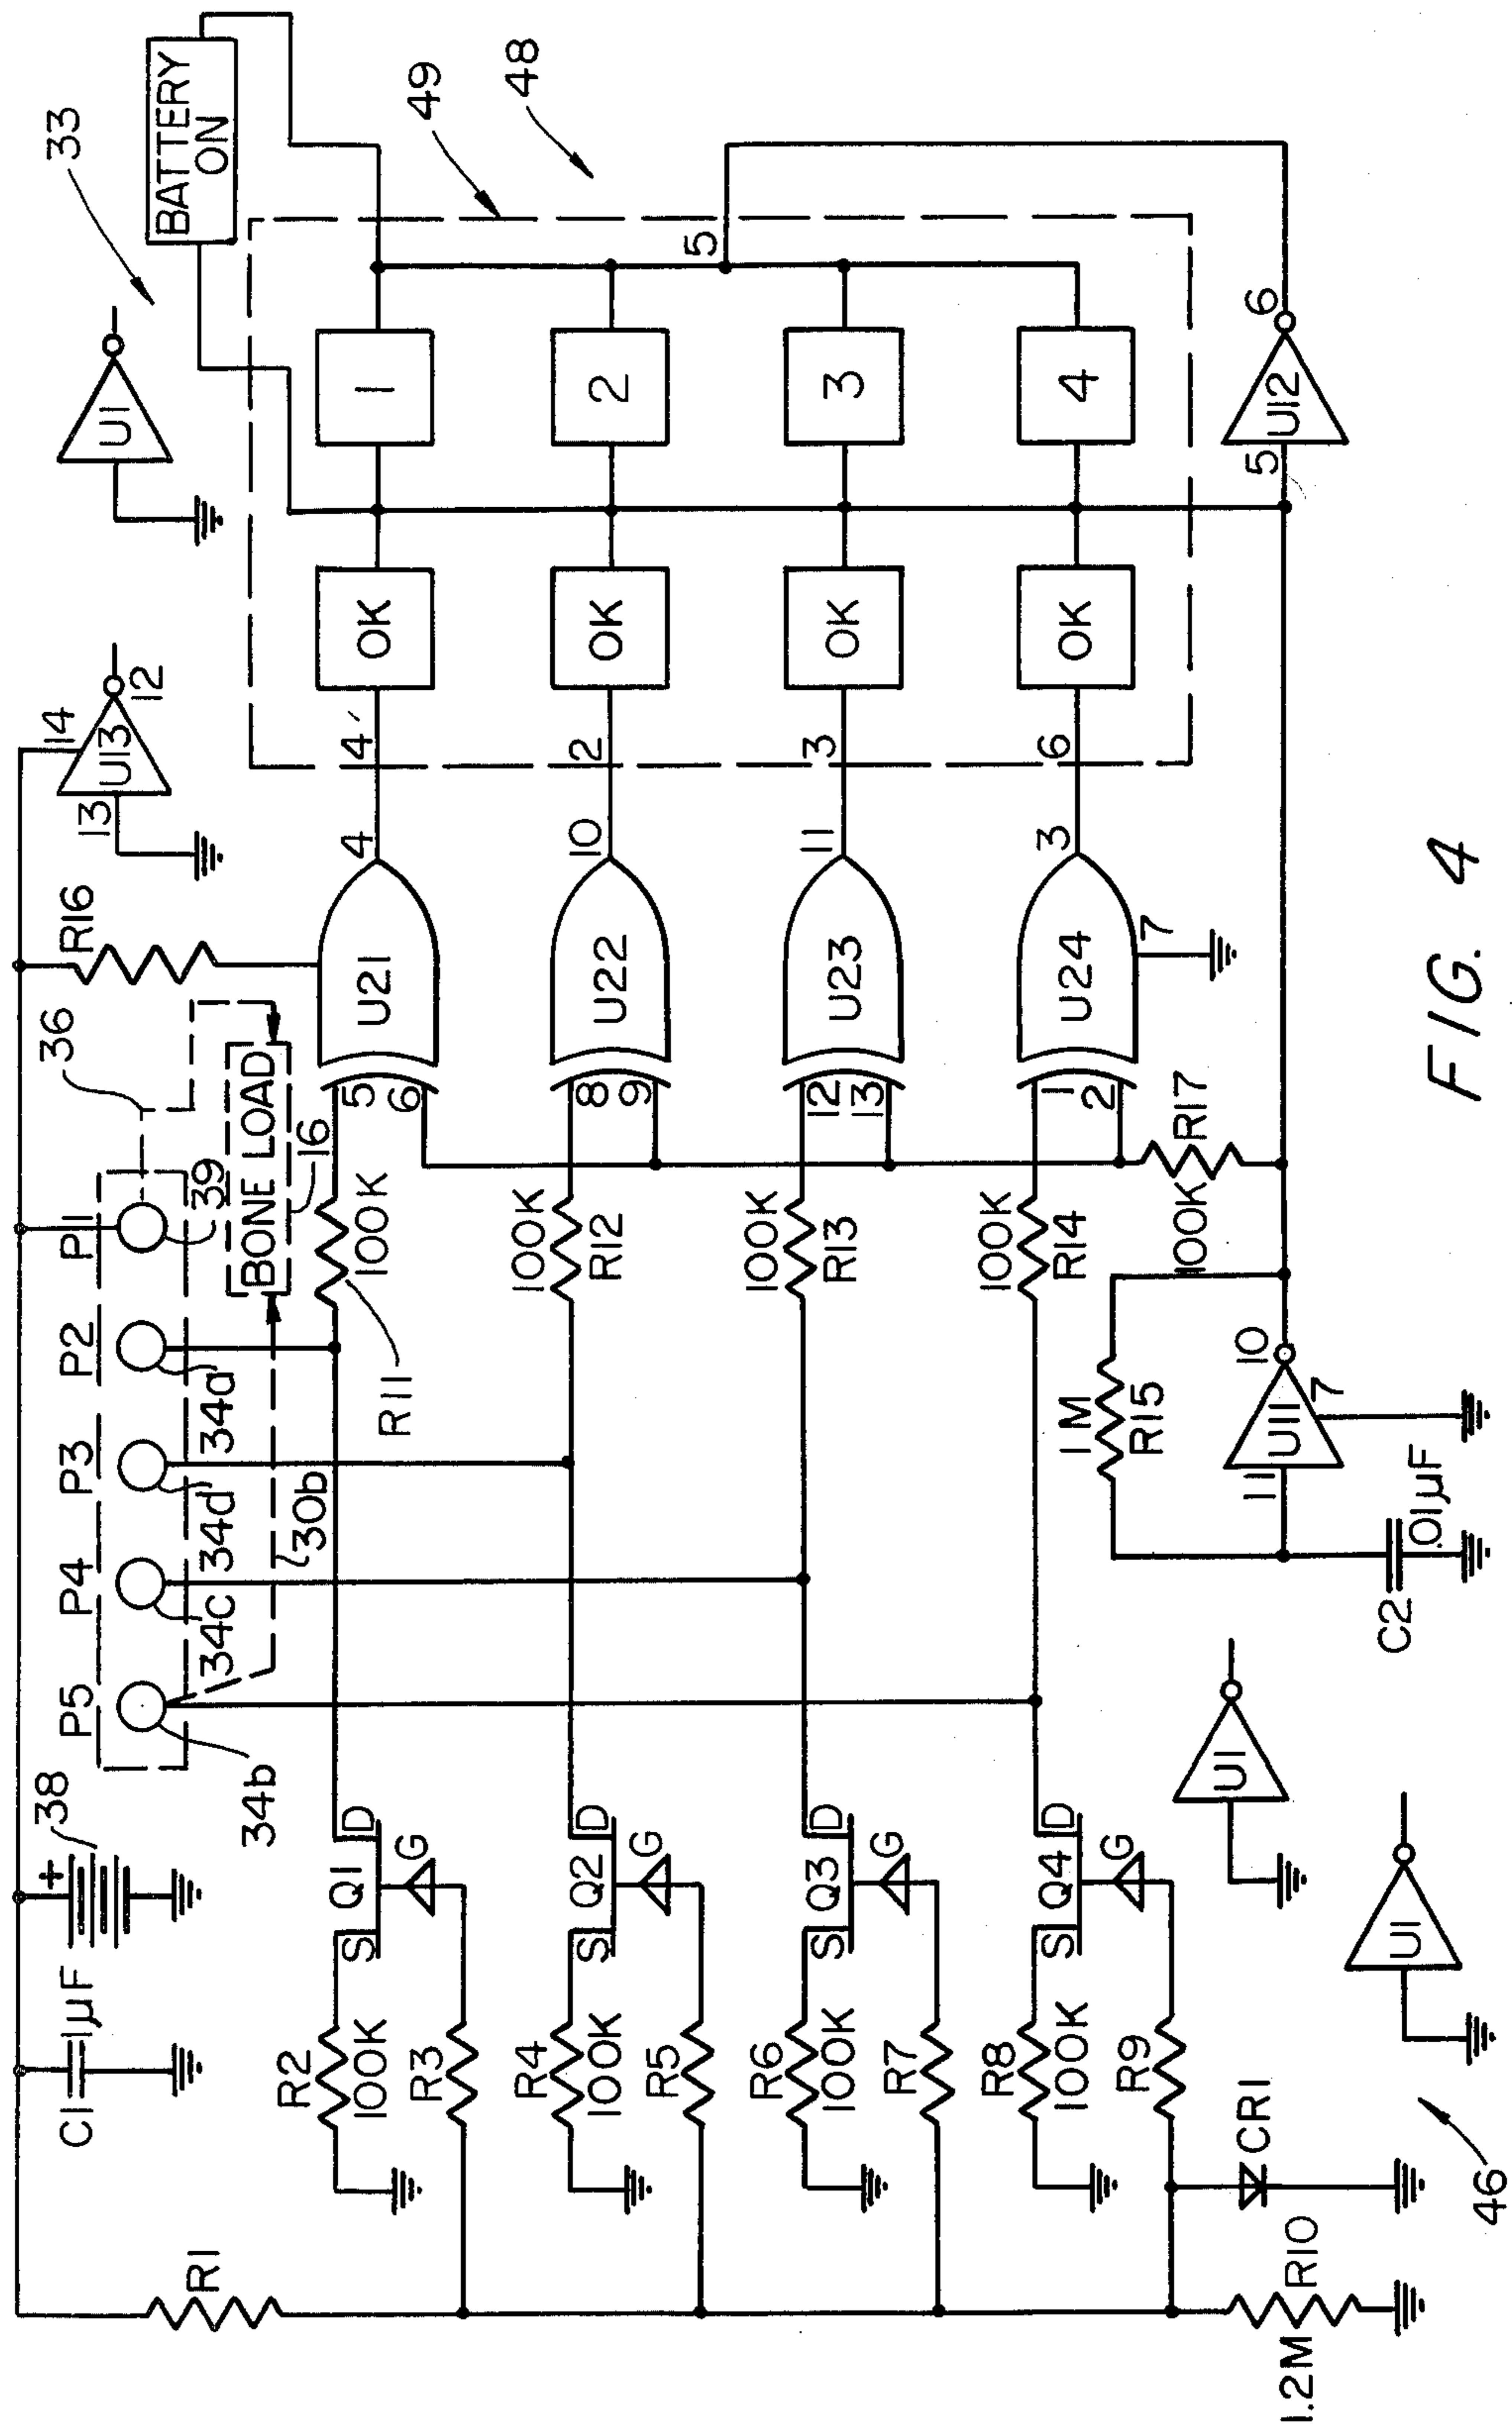 33
BATTERY
ON
49
48
U1
14
U13
13
12
R16
36
P1
P2
P3
P4
P5
39
34a
34d
34c
34b
30b
BONE LOAD
16
38
+
C1
.1µF
R1
R2
100K
R3
S
Q1
D
G
R11
100K
5
6
U21
4
4
OK
1
R4
100K
R5
S
Q2
D
G
100K
R12
8
9
U22
10
2
OK
2
5
R6
100K
R7
S
Q3
D
G
100K
R13
12
13
U23
11
3
OK
3
R8
100K
R9
S
Q4
D
G
100K
R14
1
2
U24
7
3
6
OK
4
R17
100K
1M
R15
11
U11
10
7
C2
.01µF
5
U12
6
CR1
R10
1.2M
U1
U1
46
FIG. 4